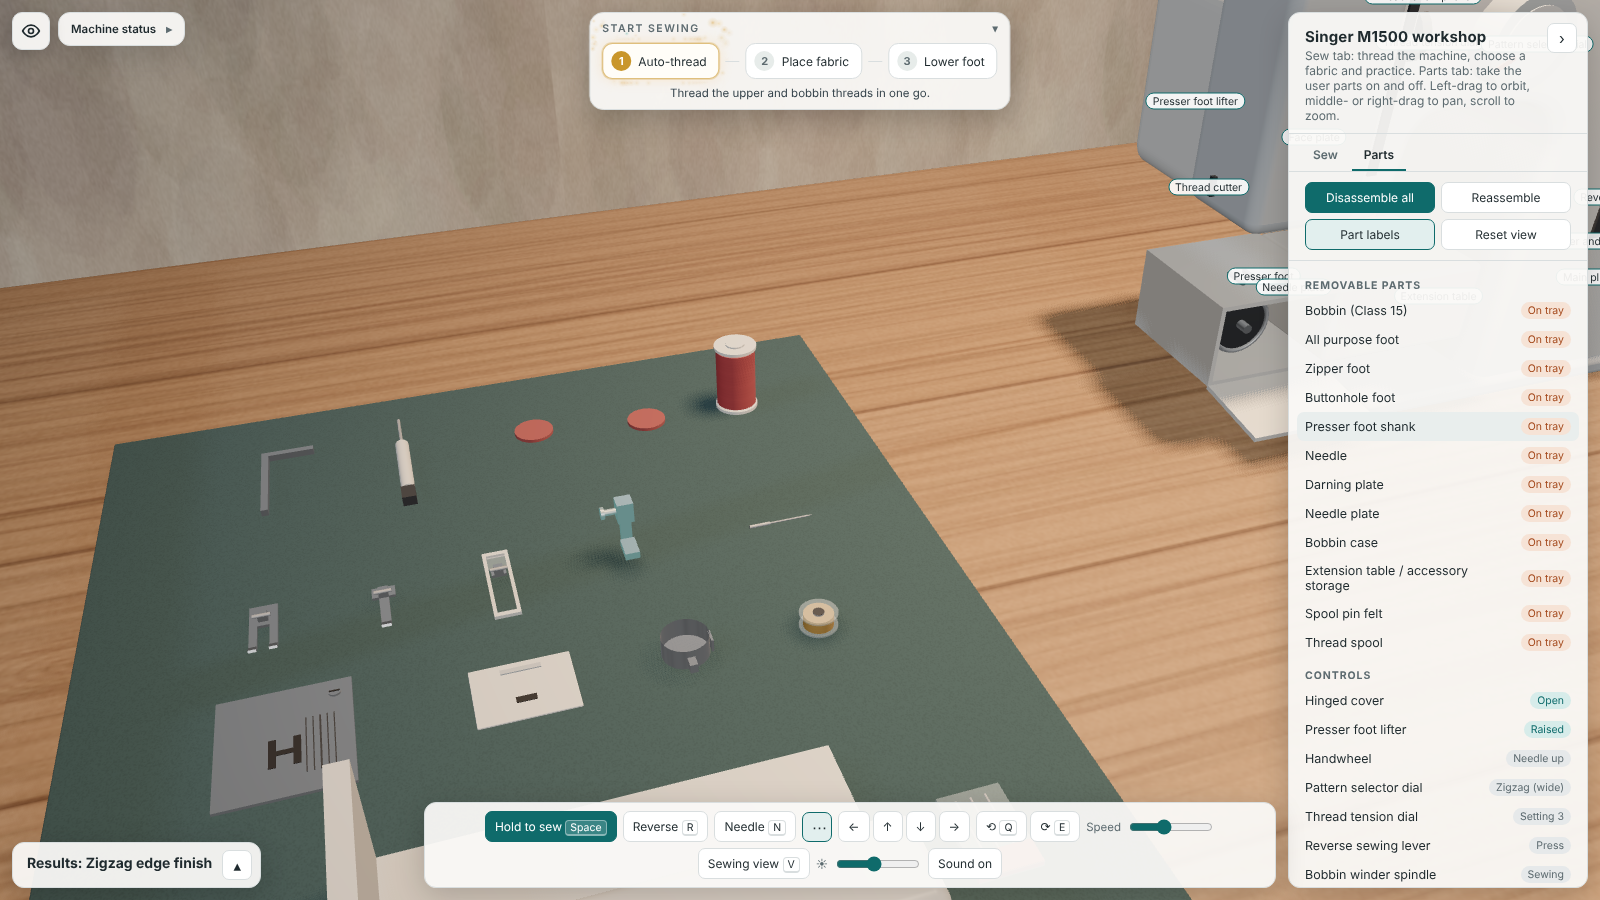 Machine status ▸
START SEWING
1 Auto-thread
2 Place fabric
3 Lower foot
Thread the upper and bobbin threads in one go.
Presser foot lifter
Thread cutter
Presser foot
Singer M1500 workshop
Sew tab: thread the machine, choose a
fabric and practice. Parts tab: take the
user parts on and off. Left-drag to orbit,
middle- or right-drag to pan, scroll to
zoom.
Sew
Parts
Disassemble all
Reassemble
Part labels
Reset view
REMOVABLE PARTS
Bobbin (Class 15) On tray
All purpose foot On tray
Zipper foot On tray
Buttonhole foot On tray
Presser foot shank On tray
Needle On tray
Darning plate On tray
Needle plate On tray
Bobbin case On tray
Extension table / accessory
storage On tray
Spool pin felt On tray
Thread spool On tray
CONTROLS
Hinged cover Open
Presser foot lifter Raised
Handwheel Needle up
Pattern selector dial Zigzag (wide)
Thread tension dial Setting 3
Reverse sewing lever Press
Bobbin winder spindle Sewing
Hold to sew Space
Reverse R
Needle N
⋯
← ↑ ↓ →
⟲ Q
⟳ E
Speed
Sewing view V
Sound on
Results: Zigzag edge finish